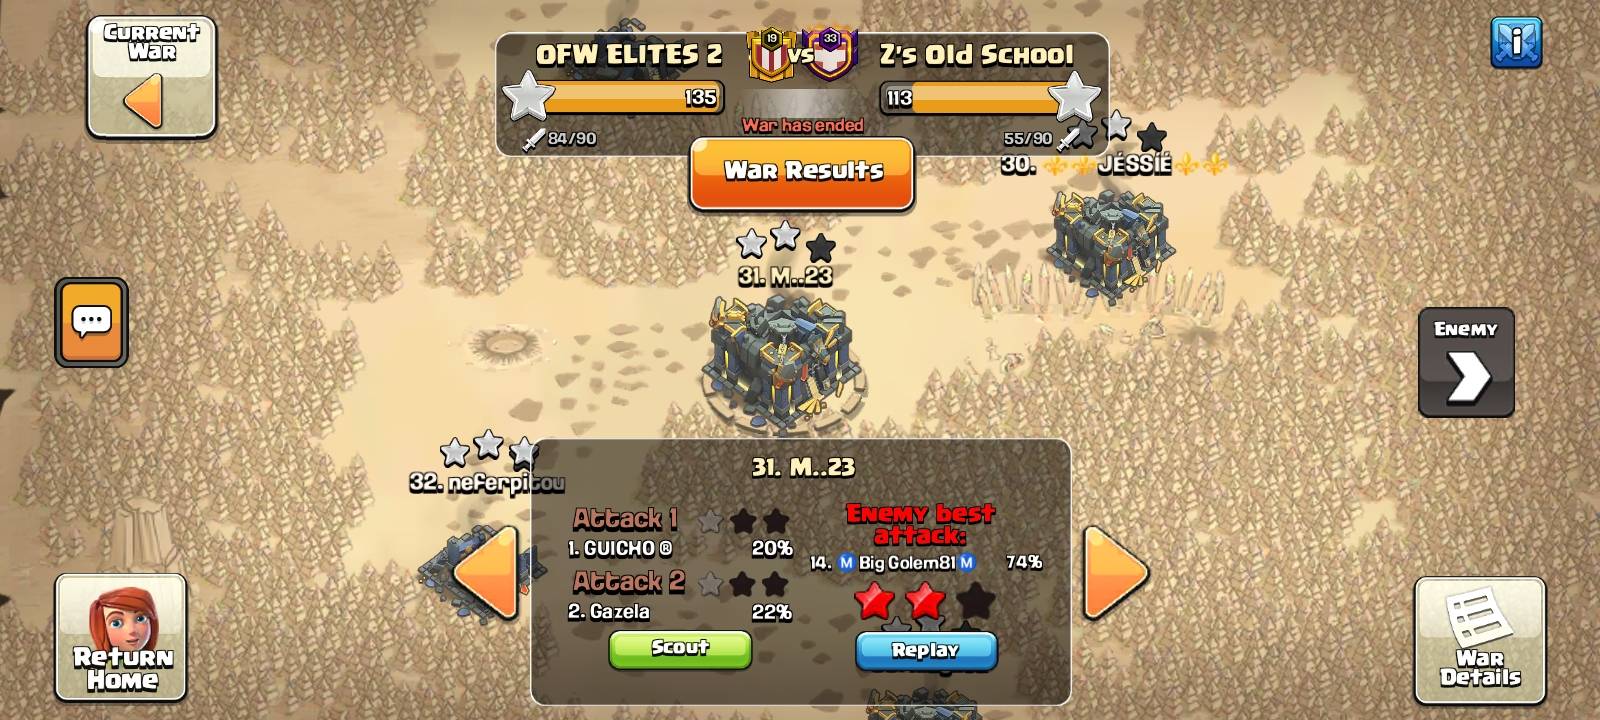 Current
War
OFW ELITES 2
19
vs
33
Z's Old School
135
113
War has ended
84/90
55/90
War Results
30. ⚜⚜JÉSSÍÉ⚜⚜
31. M..23
Enemy
32. neferpitou
31. M..23
Attack 1
1. GUICHO ®
20%
Attack 2
2. Gazela
22%
Enemy best
attack:
14. Ⓜ Big Golem81 Ⓜ
74%
Scout
Replay
Return
Home
War
Details